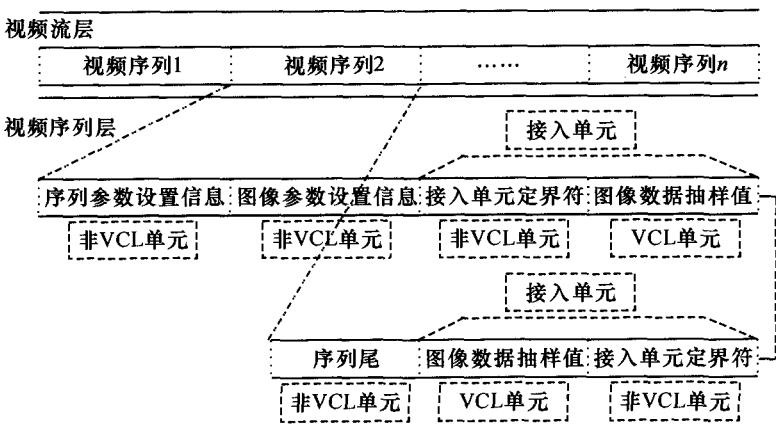 视频流层
视频序列1 视频序列2 …… 视频序列n
视频序列层
接入单元
序列参数设置信息 图像参数设置信息 接入单元定界符 图像数据抽样值
非VCL单元 非VCL单元 非VCL单元 VCL单元
接入单元
序列尾 图像数据抽样值 接入单元定界符
非VCL单元 VCL单元 非VCL单元